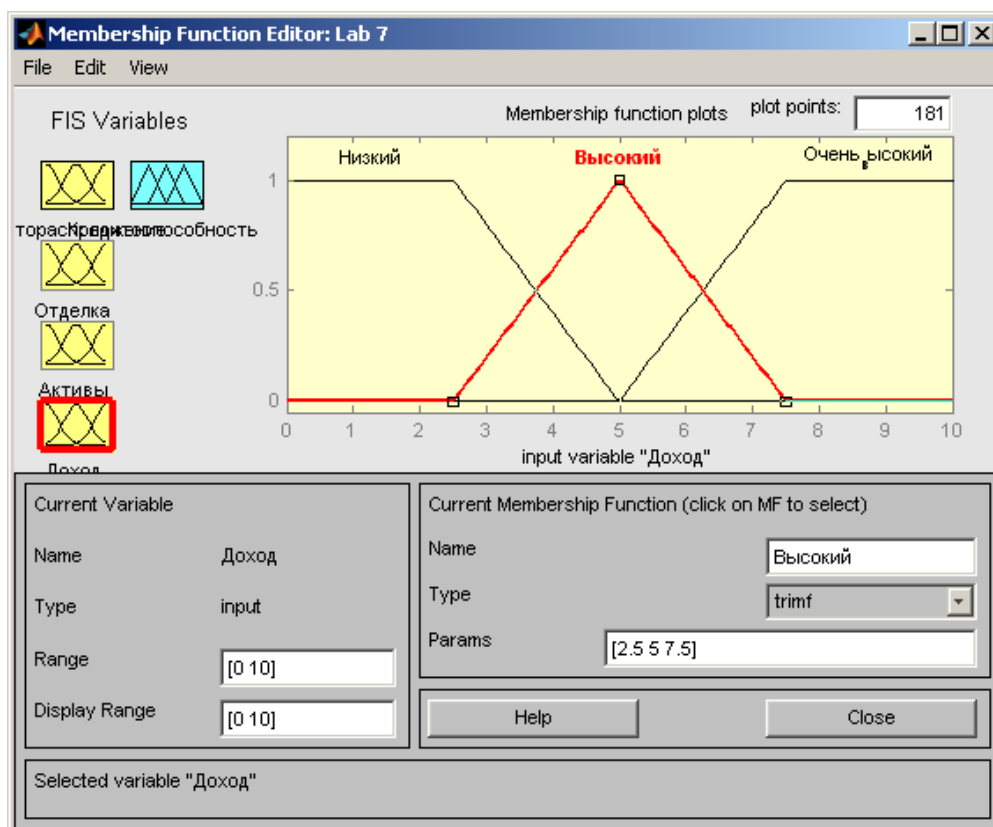 Membership Function Editor: Lab 7
File Edit View
FIS Variables
Membership function plots
plot points:
181
Отделка
Активы
Доход
Низкий
Высокий
Очень_высокий
1
0.5
0
0 1 2 3 4 5 6 7 8 9 10
input variable "Доход"
Current Variable
Name Доход
Type input
Range [0 10]
Display Range [0 10]
Current Membership Function (click on MF to select)
Name Высокий
Type trimf
Params [2.5 5 7.5]
Help Close
Selected variable "Доход"